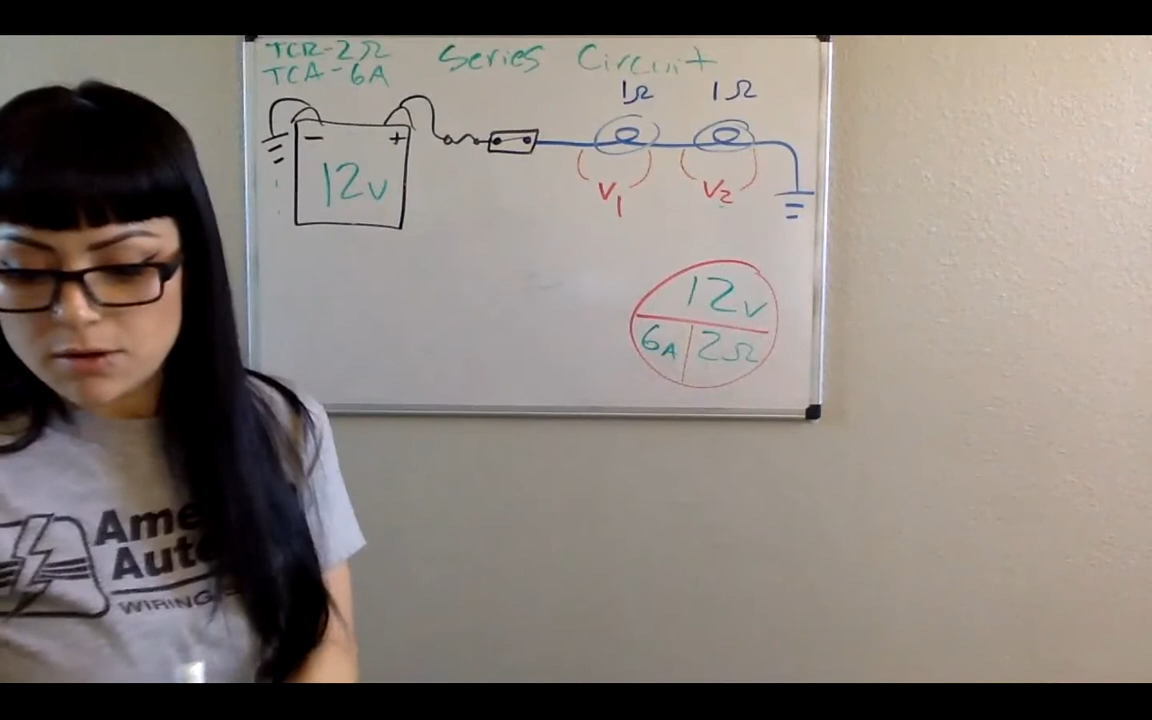 TCR-2Ω Series Circuit
TCA-6A
1Ω 1Ω
- +
12v
V1 V2
12v
6A 2Ω
Ame
Auto
WIRING